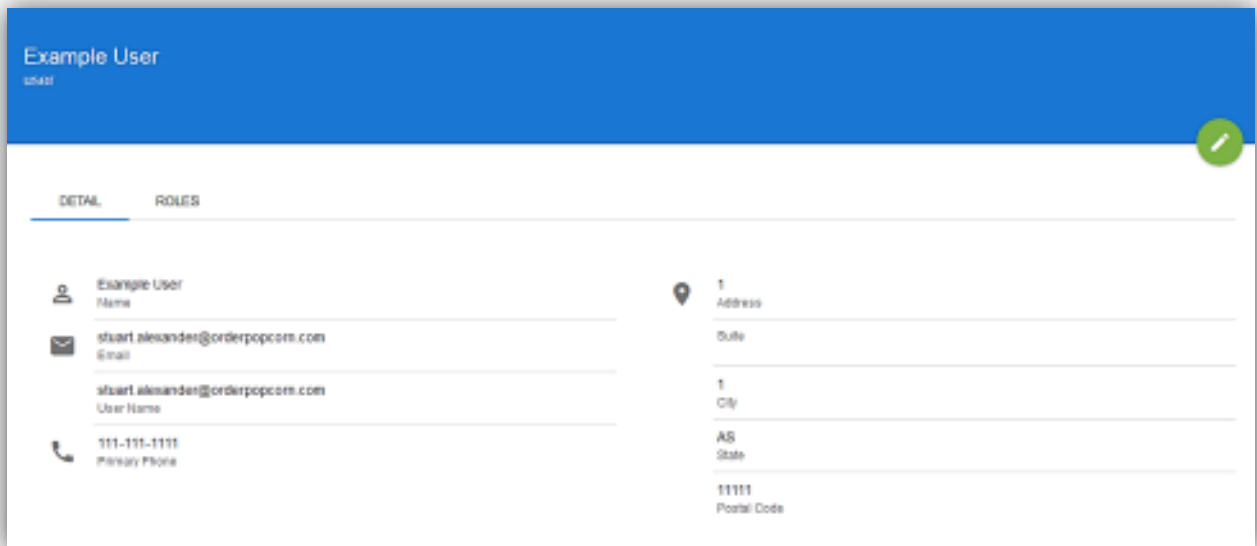 Example User
user
DETAIL
ROLES
Example User
Name
stuart.alexander@orderpopcorn.com
Email
stuart.alexander@orderpopcorn.com
User Name
111-111-1111
Primary Phone
1
Address
Suite
1
City
AS
State
11111
Postal Code